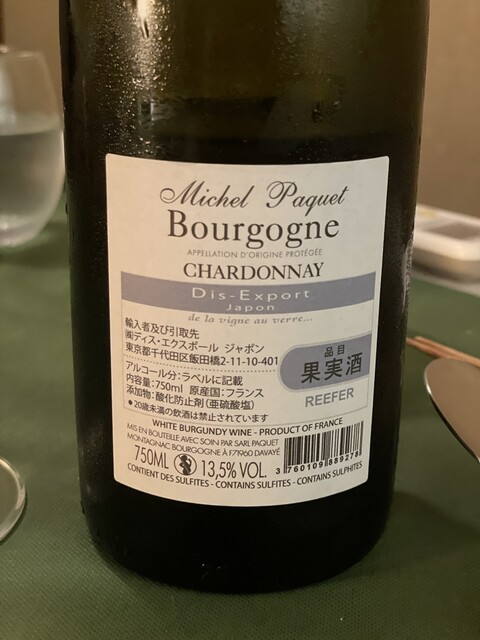 Michel Paquet
Bourgogne
APPELLATION D'ORIGINE PROTÉGÉE
CHARDONNAY
Dis-Export
Japon
de la vigne au verre...
輸入者及び引取先
㈱ディス・エクスポール ジャポン
東京都千代田区飯田橋2-11-10-401
アルコール分:ラベルに記載
内容量:750ml 原産国:フランス
添加物:酸化防止剤(亜硫酸塩)
●20歳未満の飲酒は禁止されています
品目
果実酒
REEFER
WHITE BURGUNDY WINE - PRODUCT OF FRANCE
MIS EN BOUTEILLE AVEC SOIN PAR SARL PAQUET
MONTAGNAC BOURGOGNE À F71960 DAVAYÉ
750ML 13,5% VOL.
3 760109 889278
CONTIENT DES SULFITES - CONTAINS SULFITES - CONTAINS SULPHITES